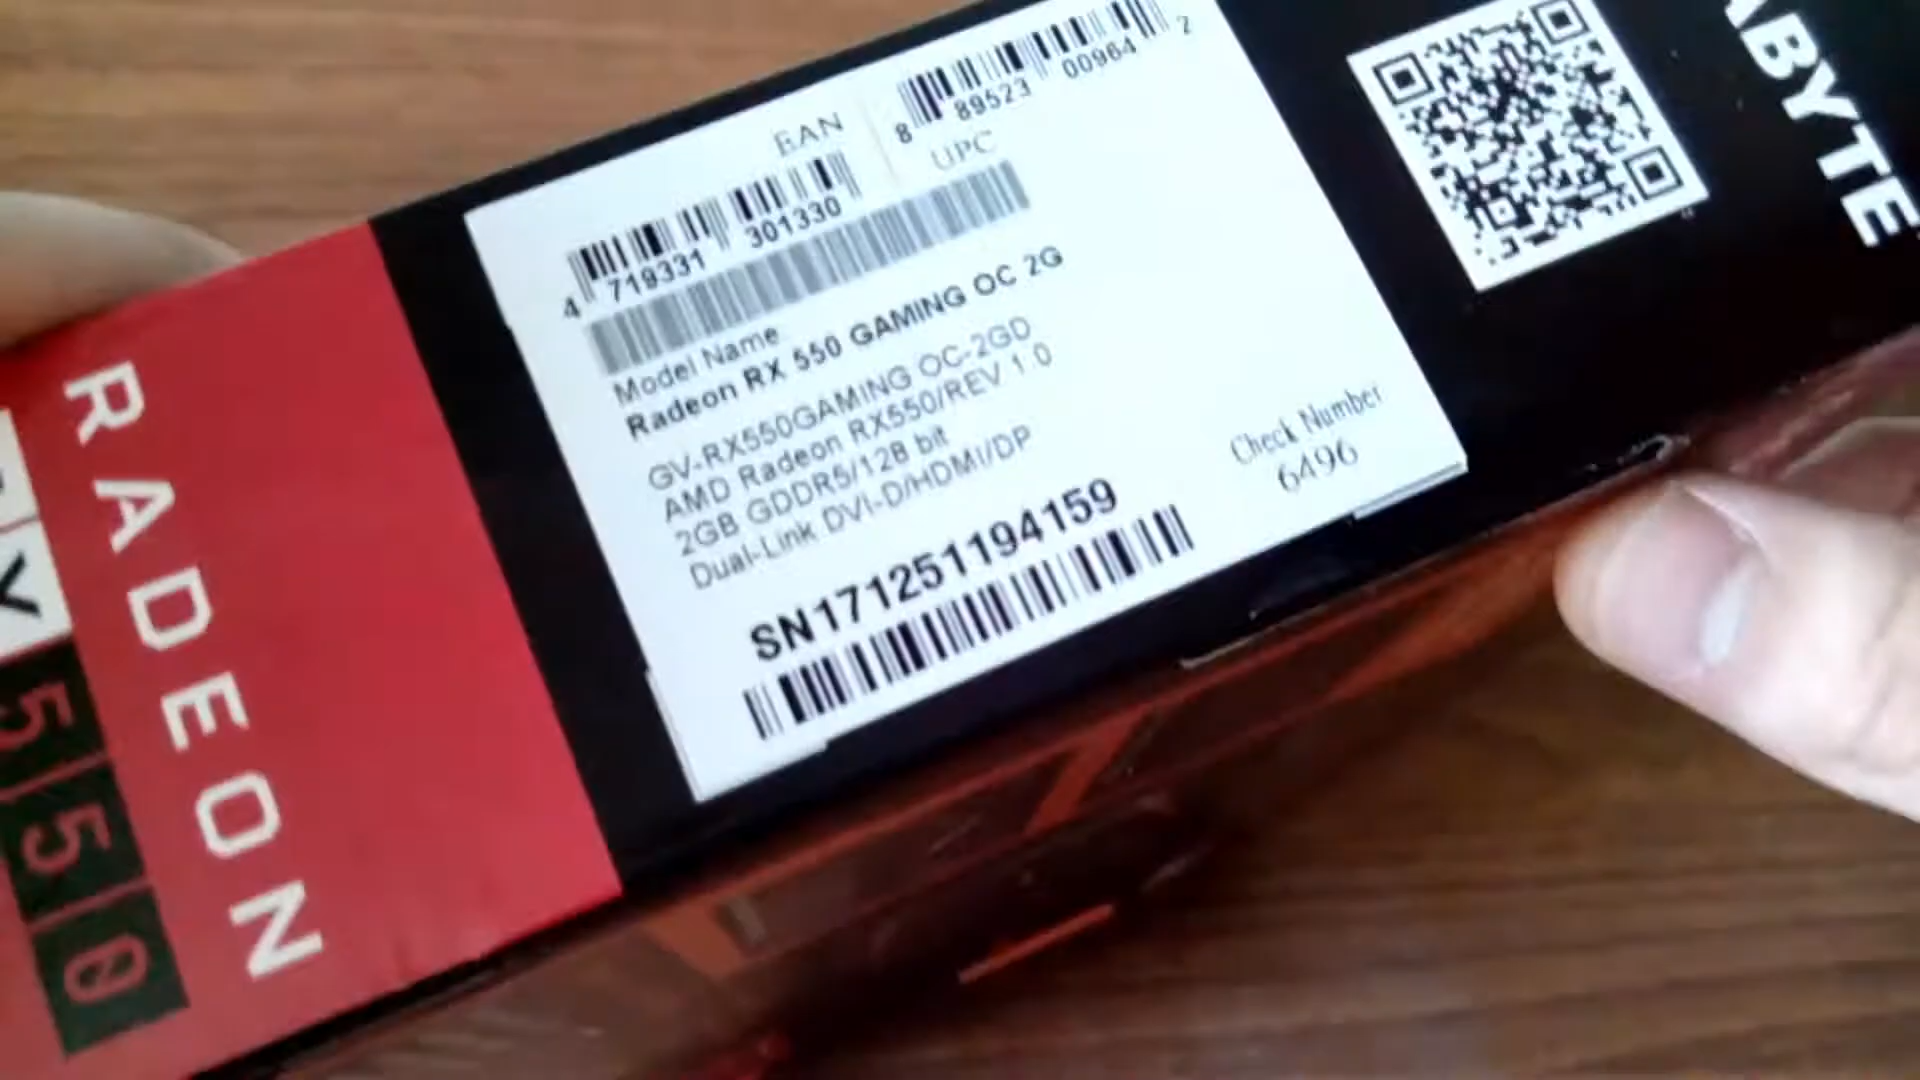 EAN
4 719331 301330
8 89523 00964 2
UPC
Model Name
Radeon RX 550 GAMING OC 2G
GV-RX550GAMING OC-2GD
AMD Radeon RX550/REV 1.0
2GB GDDR5/128 bit
Dual-Link DVI-D/HDMI/DP
SN171251194159
Check Number
6496
ABYTE
RADEON
550